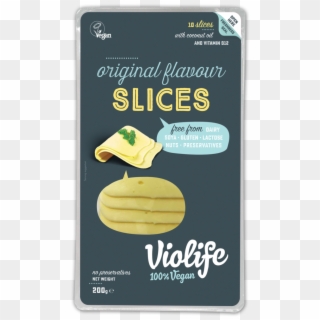 vegan
10 slices
with coconut oil
AND VITAMIN B12
original flavour
SLICES
free from DAIRY
SOYA - GLUTEN - LACTOSE
NUTS - PRESERVATIVES
Violife
100% Vegan
no preservatives
NET WEIGHT
200g e